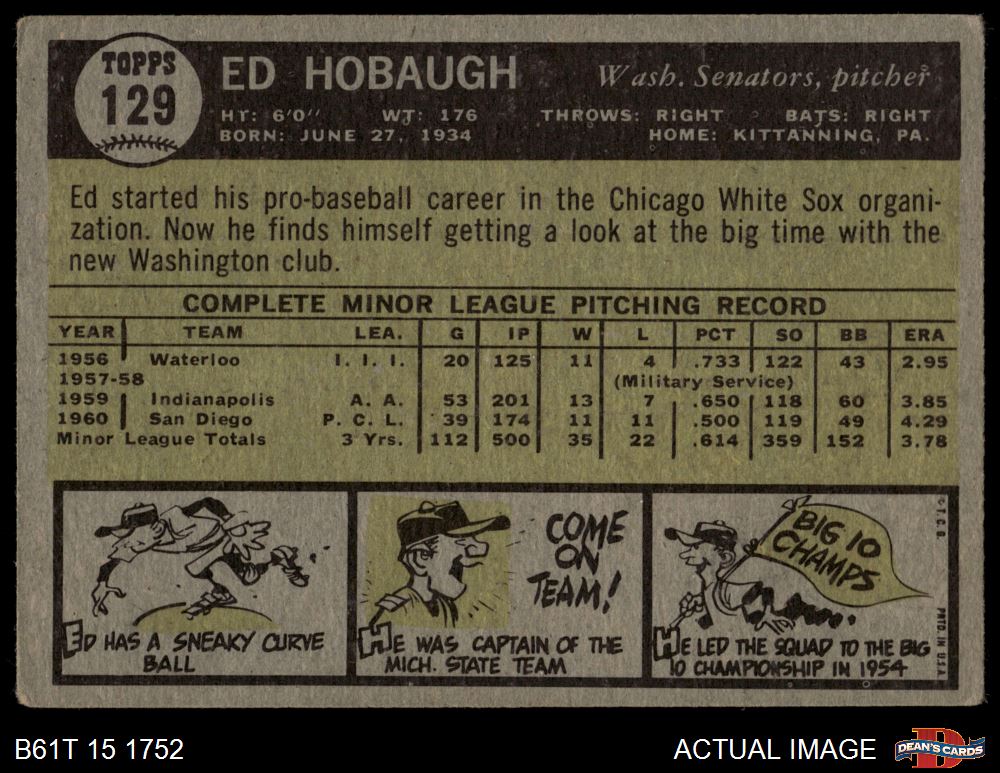 TOPPS
129
ED HOBAUGH
Wash. Senators, pitcher
HT: 6'0" WT: 176 THROWS: RIGHT BATS: RIGHT
BORN: JUNE 27, 1934 HOME: KITTANNING, PA.
Ed started his pro-baseball career in the Chicago White Sox organi-
zation. Now he finds himself getting a look at the big time with the
new Washington club.
COMPLETE MINOR LEAGUE PITCHING RECORD
YEAR TEAM LEA. G IP W L PCT SO BB ERA
1956 Waterloo I. I. I. 20 125 11 4 .733 122 43 2.95
1957-58 (Military Service)
1959 Indianapolis A. A. 53 201 13 7 .650 118 60 3.85
1960 San Diego P. C. L. 39 174 11 11 .500 119 49 4.29
Minor League Totals 3 Yrs. 112 500 35 22 .614 359 152 3.78
COME
ON
TEAM!
BIG 10
CHAMPS
©T.C.G.
PRTD. IN U.S.A.
ED HAS A SNEAKY CURVE
BALL
HE WAS CAPTAIN OF THE
MICH. STATE TEAM
HE LED THE SQUAD TO THE BIG
10 CHAMPIONSHIP IN 1954
B61T 15 1752
ACTUAL IMAGE
D
DEAN'S CARDS